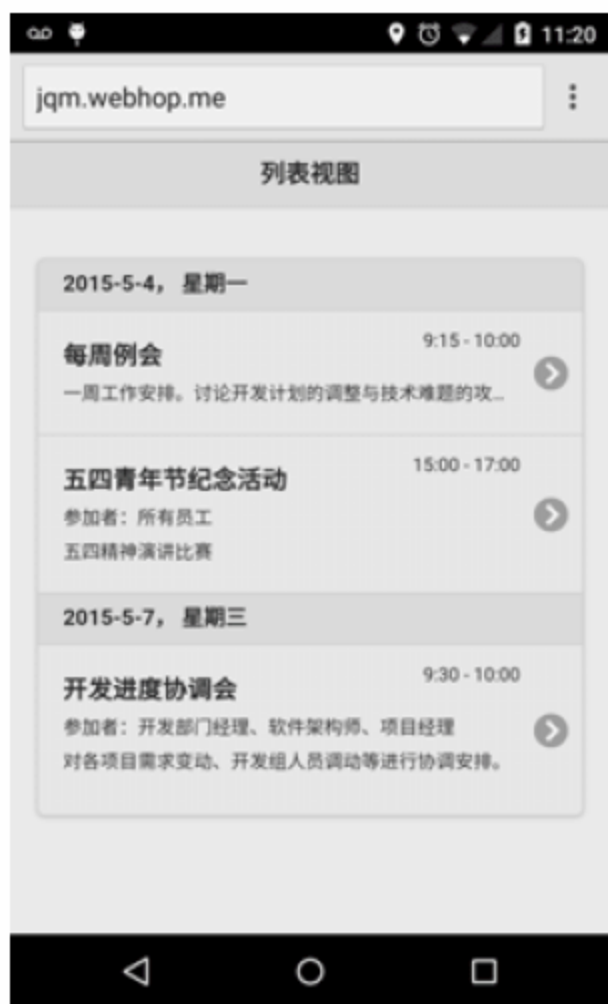 11:20
jqm.webhop.me
列表视图
2015-5-4， 星期一
9:15 - 10:00
每周例会
一周工作安排。讨论开发计划的调整与技术难题的攻...
15:00 - 17:00
五四青年节纪念活动
参加者：所有员工
五四精神演讲比赛
2015-5-7， 星期三
9:30 - 10:00
开发进度协调会
参加者：开发部门经理、软件架构师、项目经理
对各项目需求变动、开发组人员调动等进行协调安排。